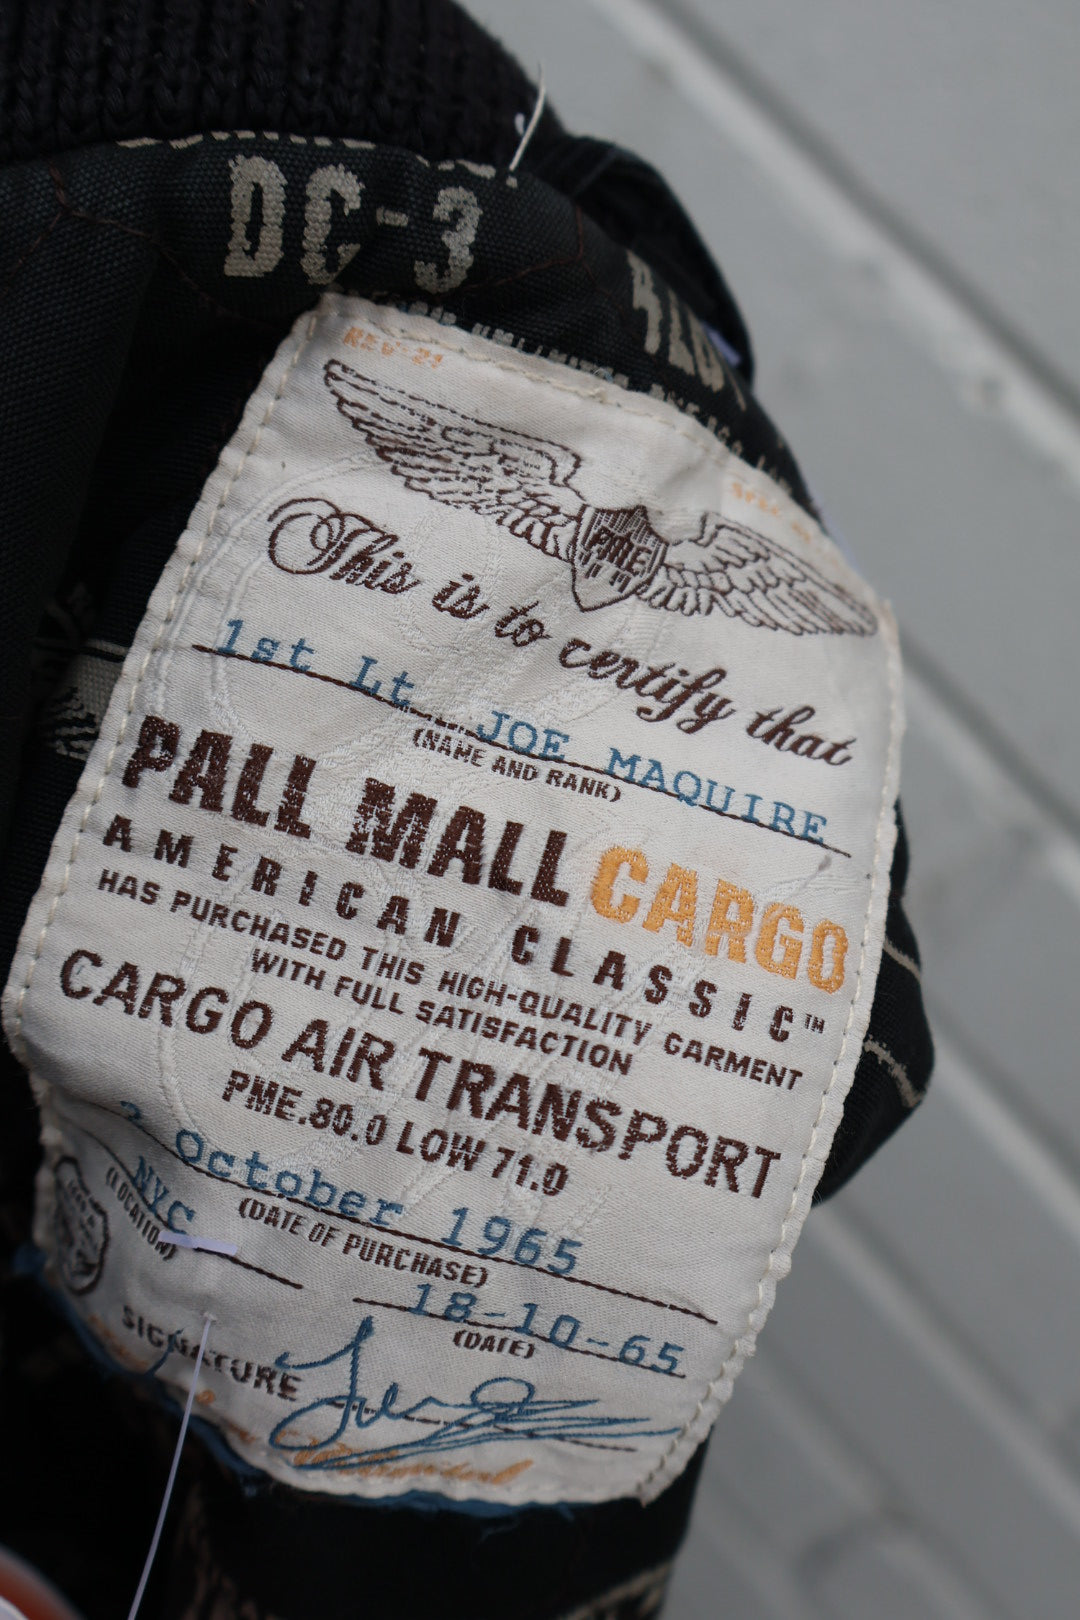 DC-3
REV 21
PME
This is to certify that
1st Lt. JOE MAQUIRE
(NAME AND RANK)
PALL MALL CARGO
AMERICAN CLASSIC™
HAS PURCHASED THIS HIGH-QUALITY GARMENT
WITH FULL SATISFACTION
CARGO AIR TRANSPORT
PME.80.0 LOW 71.0
October 1965
(DATE OF PURCHASE)
NYC
(LOCATION)
18-10-65
(DATE)
SIGNATURE